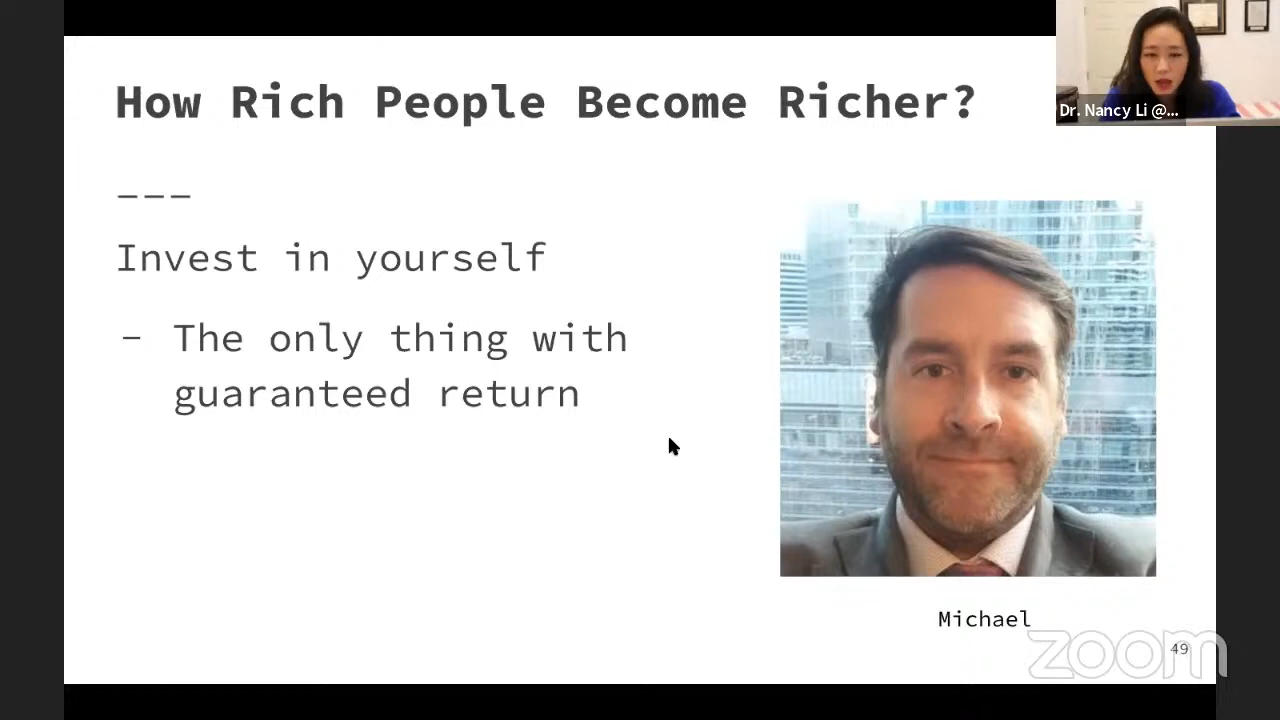 How Rich People Become Richer?
Dr. Nancy Li @...
———
Invest in yourself
– The only thing with
guaranteed return
Michael
49
zoom